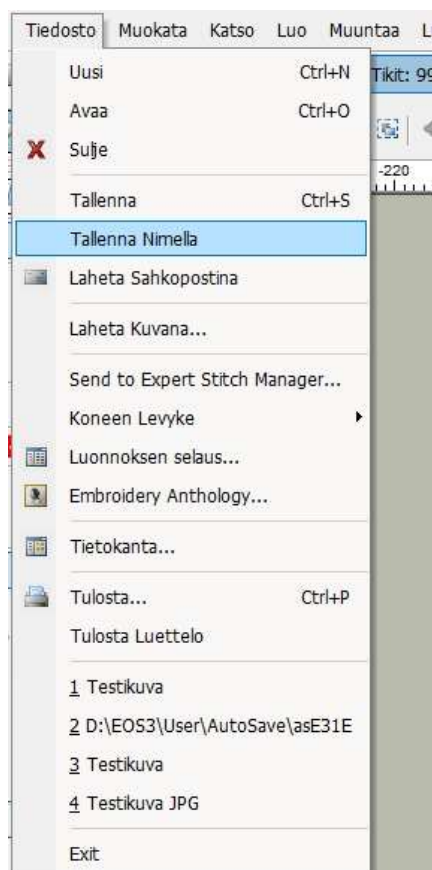 Tiedosto Muokata Katso Luo Muuntaa L
Uusi Ctrl+N
Tikit: 99
Avaa Ctrl+O
Sulje
-220
Tallenna Ctrl+S
Tallenna Nimella
Laheta Sahkopostina
Laheta Kuvana...
Send to Expert Stitch Manager...
Koneen Levyke
Luonnoksen selaus...
Embroidery Anthology...
Tietokanta...
Tulosta... Ctrl+P
Tulosta Luettelo
1 Testikuva
2 D:\EOS3\User\AutoSave\asE31E
3 Testikuva
4 Testikuva JPG
Exit